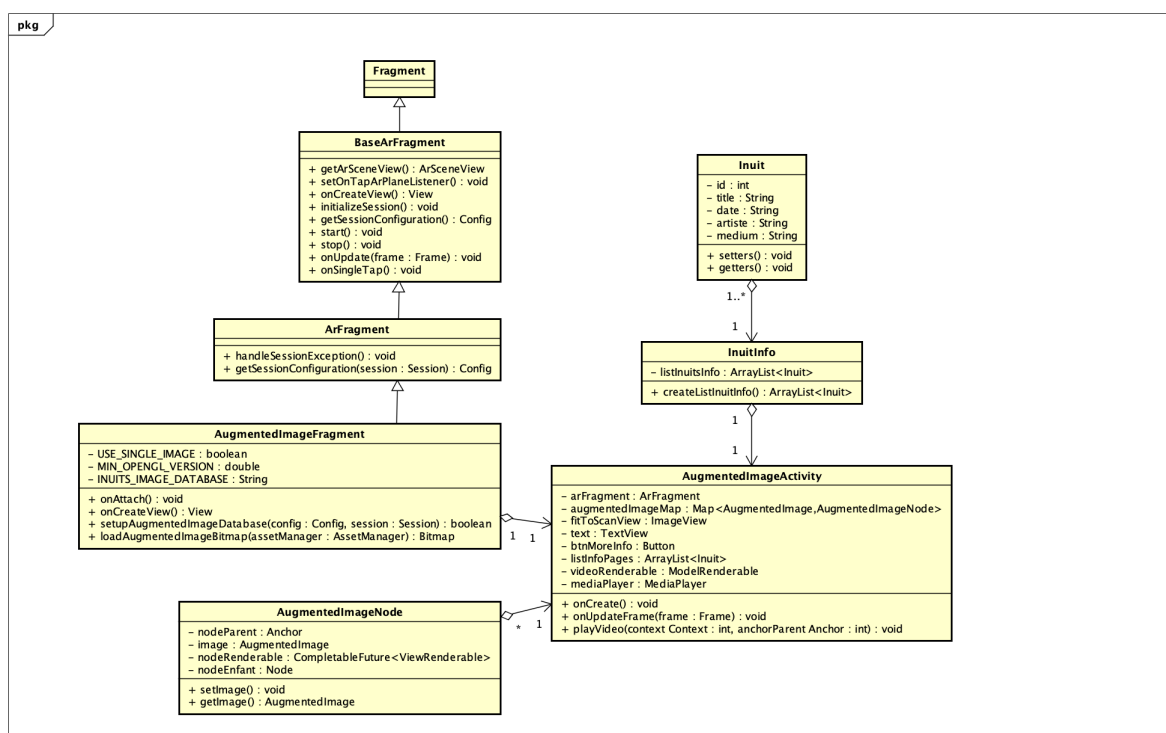 pkg
Fragment
BaseArFragment
+ getArSceneView() : ArSceneView
+ setOnTapArPlaneListener() : void
+ onCreateView() : View
+ initializeSession() : void
+ getSessionConfiguration() : Config
+ start() : void
+ stop() : void
+ onUpdate(frame : Frame) : void
+ onSingleTap() : void
Inuit
– id : int
– title : String
– date : String
– artiste : String
– medium : String
+ setters() : void
+ getters() : void
1..*
1
ArFragment
+ handleSessionException() : void
+ getSessionConfiguration(session : Session) : Config
InuitInfo
– listInuitsInfo : ArrayList<Inuit>
+ createListInuitInfo() : ArrayList<Inuit>
1
1
AugmentedImageFragment
– USE_SINGLE_IMAGE : boolean
– MIN_OPENGL_VERSION : double
– INUITS_IMAGE_DATABASE : String
+ onAttach() : void
+ onCreateView() : View
+ setupAugmentedImageDatabase(config : Config, session : Session) : boolean
+ loadAugmentedImageBitmap(assetManager : AssetManager) : Bitmap
1 1
AugmentedImageActivity
– arFragment : ArFragment
– augmentedImageMap : Map<AugmentedImage,AugmentedImageNode>
– fitToScanView : ImageView
– text : TextView
– btnMoreInfo : Button
– listInfoPages : ArrayList<Inuit>
– videoRenderable : ModelRenderable
– mediaPlayer : MediaPlayer
+ onCreate() : void
+ onUpdateFrame(frame : Frame) : void
+ playVideo(context Context : int, anchorParent Anchor : int) : void
AugmentedImageNode
– nodeParent : Anchor
– image : AugmentedImage
– nodeRenderable : CompletableFuture<ViewRenderable>
– nodeEnfant : Node
+ setImage() : void
+ getImage() : AugmentedImage
* 1